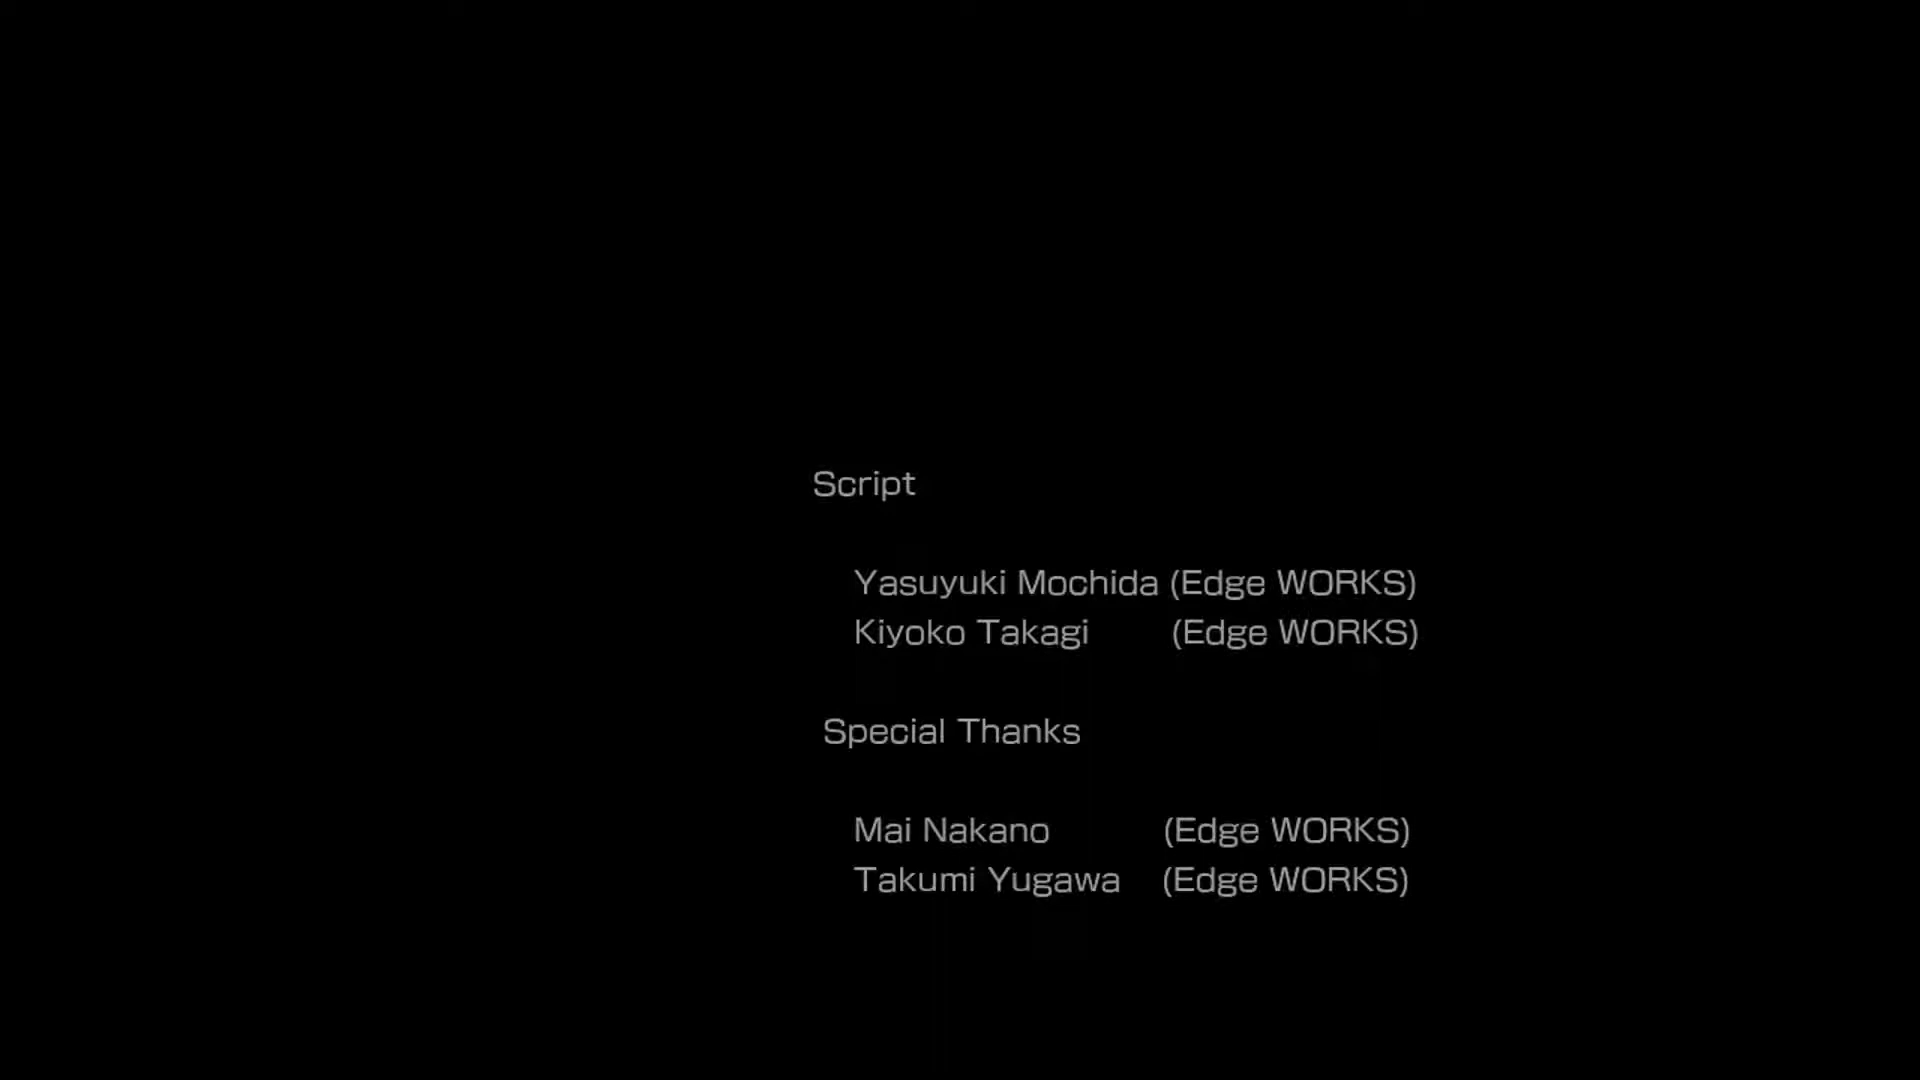 Script
Yasuyuki Mochida (Edge WORKS)
Kiyoko Takagi (Edge WORKS)
Special Thanks
Mai Nakano (Edge WORKS)
Takumi Yugawa (Edge WORKS)